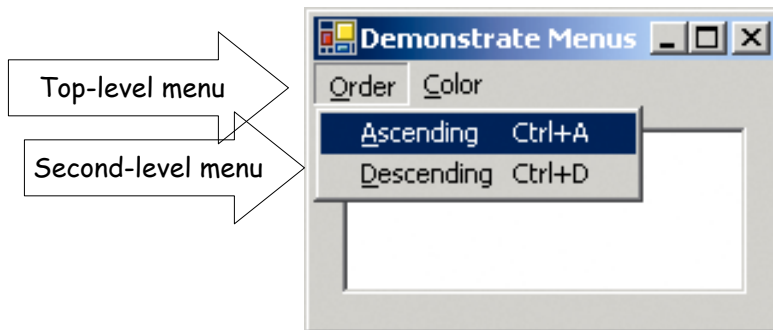 Demonstrate Menus
Top-level menu
Order Color
Ascending Ctrl+A
Second-level menu
Descending Ctrl+D